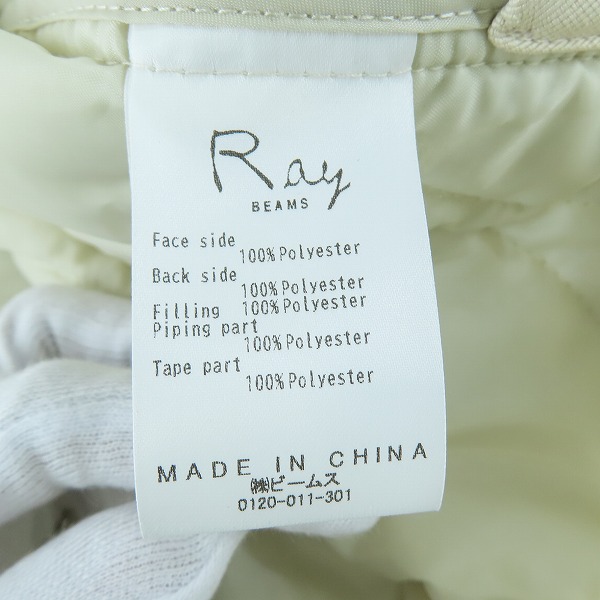 Ray
BEAMS
Face side
100% Polyester
Back side
100% Polyester
Filling 100% Polyester
Piping part
100% Polyester
Tape part
100% Polyester
MADE IN CHINA
㈱ビームス
0120-011-301